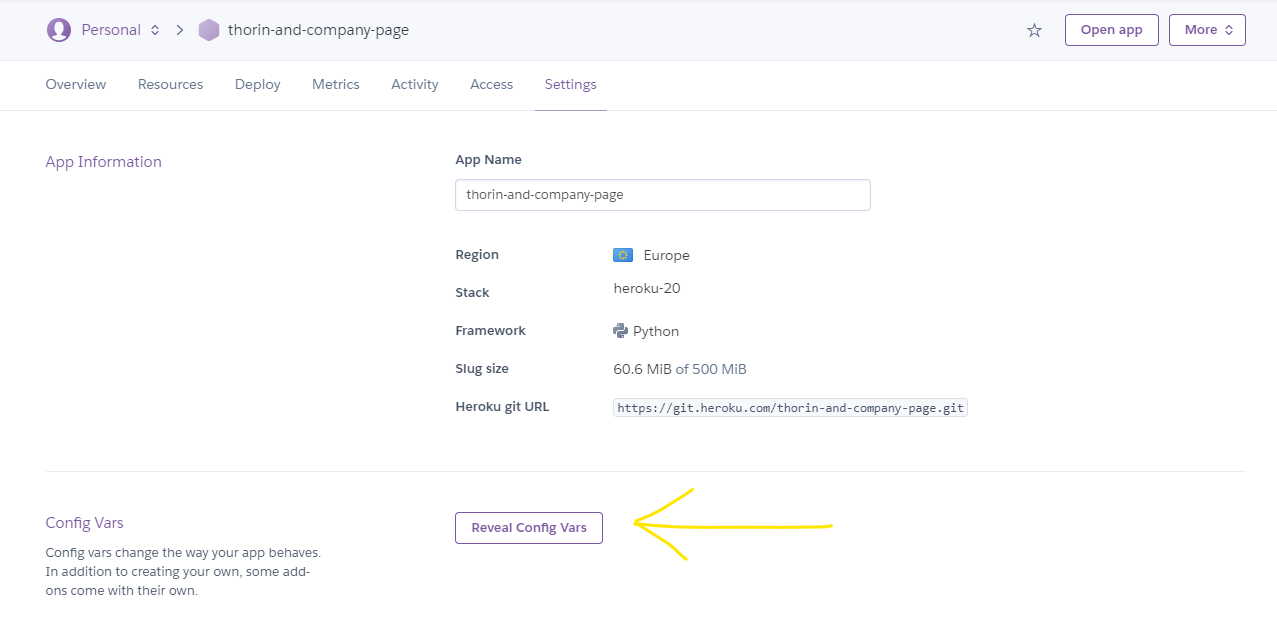 Personal thorin-and-company-page Open app More
Overview Resources Deploy Metrics Activity Access Settings
App Information
App Name
thorin-and-company-page
Region Europe
Stack heroku-20
Framework Python
Slug size 60.6 MiB of 500 MiB
Heroku git URL https://git.heroku.com/thorin-and-company-page.git
Config Vars
Config vars change the way your app behaves.
In addition to creating your own, some add-
ons come with their own.
Reveal Config Vars